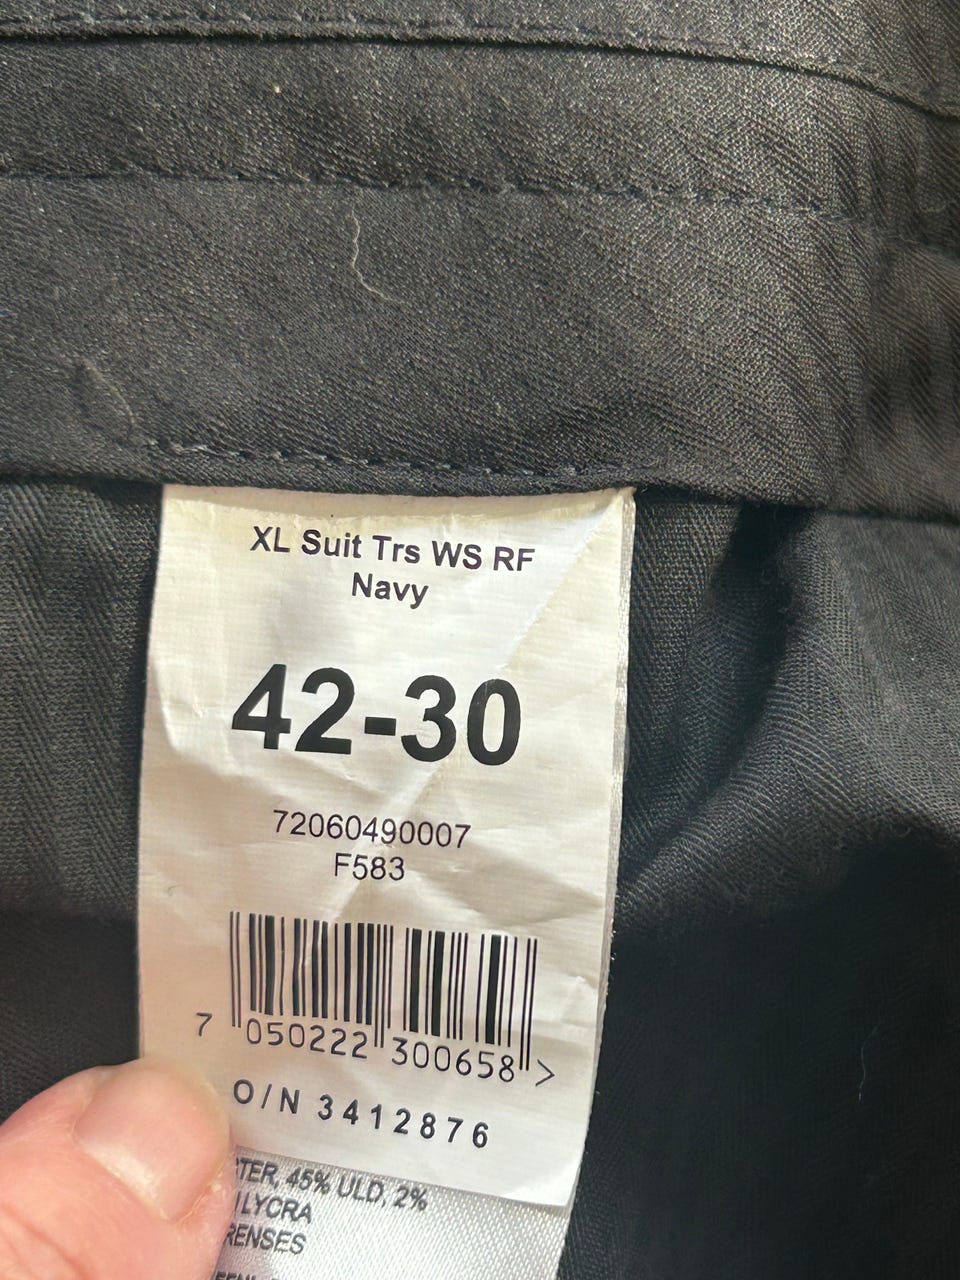 XL Suit Trs WS RF
Navy
42-30
72060490007
F583
7 050222 300658 >
O/N 3412876
45% ULD, 2%
LYCRA